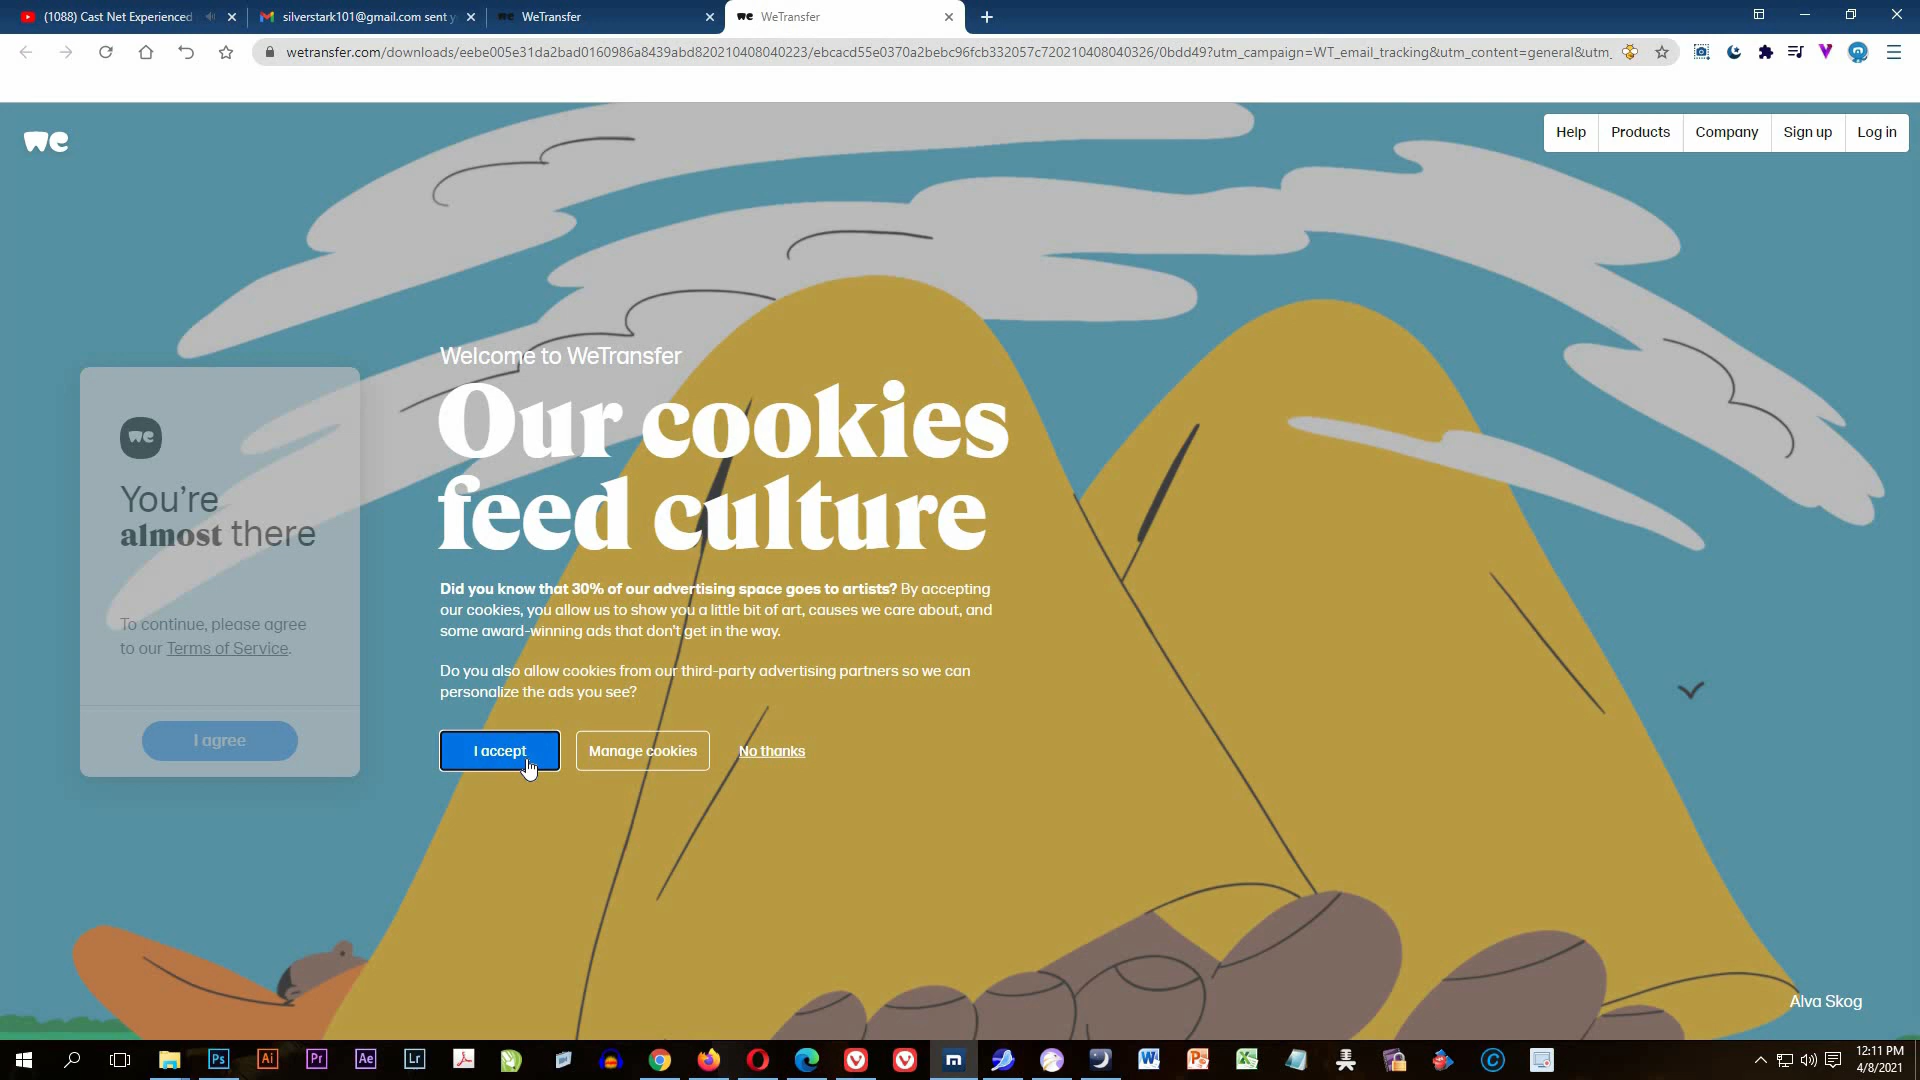 (1088) Cast Net Experienced
silverstark101@gmail.com sent y
WeTransfer
WeTransfer
wetransfer.com/downloads/eebe005e31da2bad0160986a8439abd820210408040223/ebcacd55e0370a2bebc96fcb332057c720210408040326/0bdd49?utm_campaign=WT_email_tracking&utm_content=general&utm_
we
Help
Products
Company
Sign up
Log in
Welcome to WeTransfer
Our cookies
feed culture
we
You're
almost there
Did you know that 30% of our advertising space goes to artists? By accepting
our cookies, you allow us to show you a little bit of art, causes we care about, and
some award-winning ads that don't get in the way.
To continue, please agree
to our Terms of Service.
Do you also allow cookies from our third-party advertising partners so we can
personalize the ads you see?
I agree
I accept
Manage cookies
No thanks
Alva Skog
Ps
Ai
Pr
Ae
Lr
12:11 PM
4/8/2021